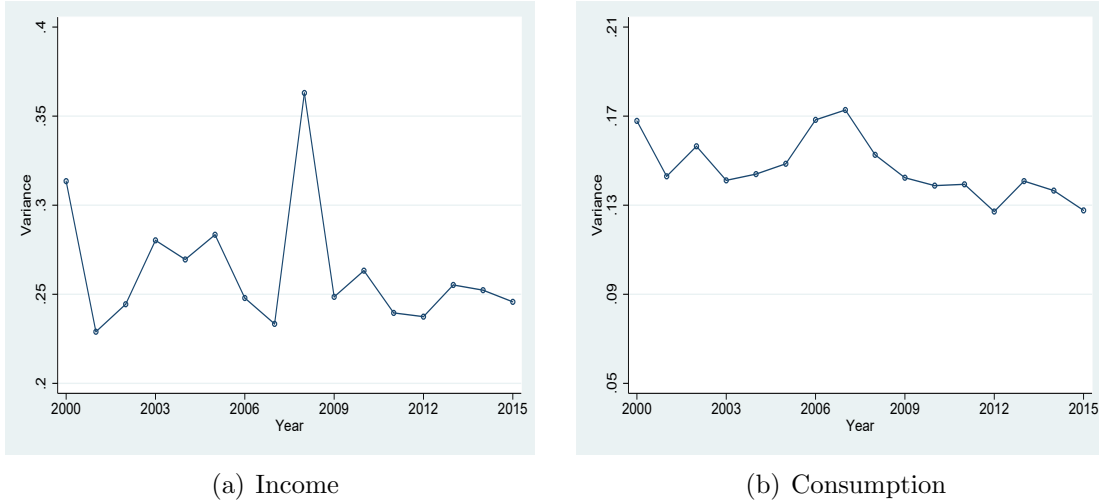 .4
.35
.3
.25
.2
Variance
2000 2003 2006 2009 2012 2015
Year
(a) Income
.21
.17
.13
.09
.05
Variance
2000 2003 2006 2009 2012 2015
Year
(b) Consumption